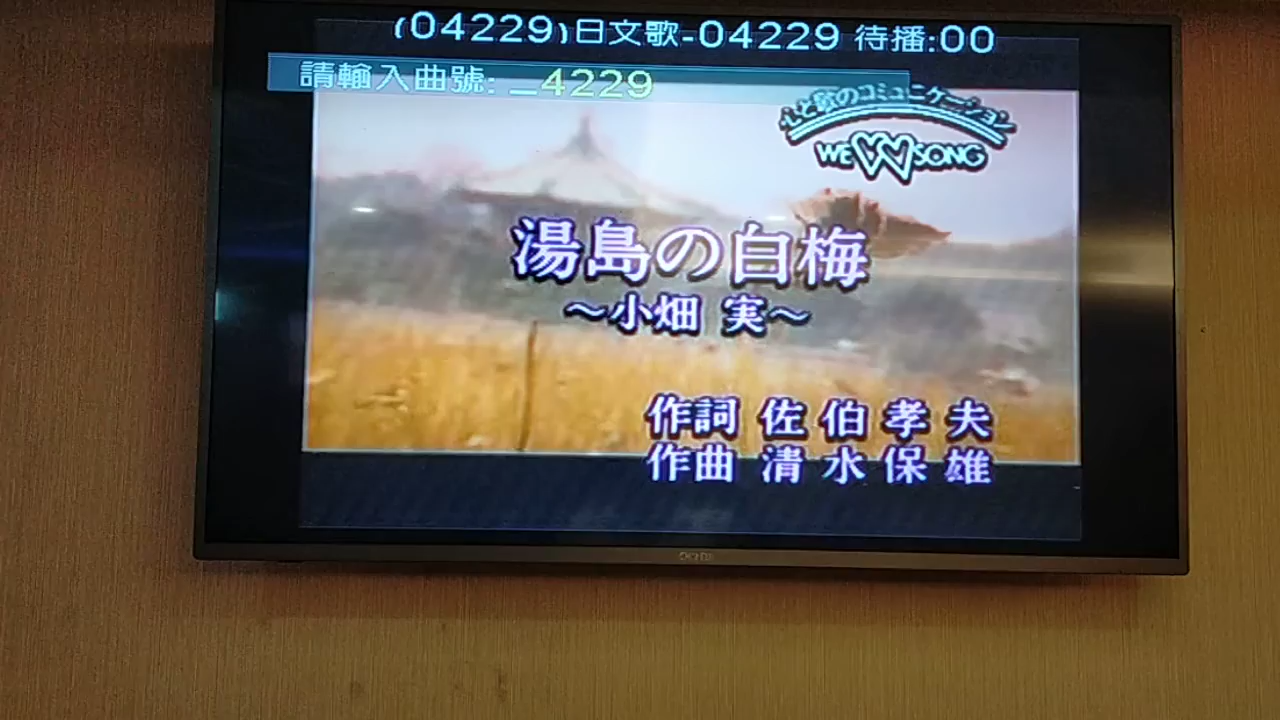 (04229)日文歌-04229 待播:00
請輸入曲號: _4229
心と歌のコミュニケーション
WE SONG
湯島の白梅
～小畑 実～
作詞 佐伯孝夫
作曲 清水保雄